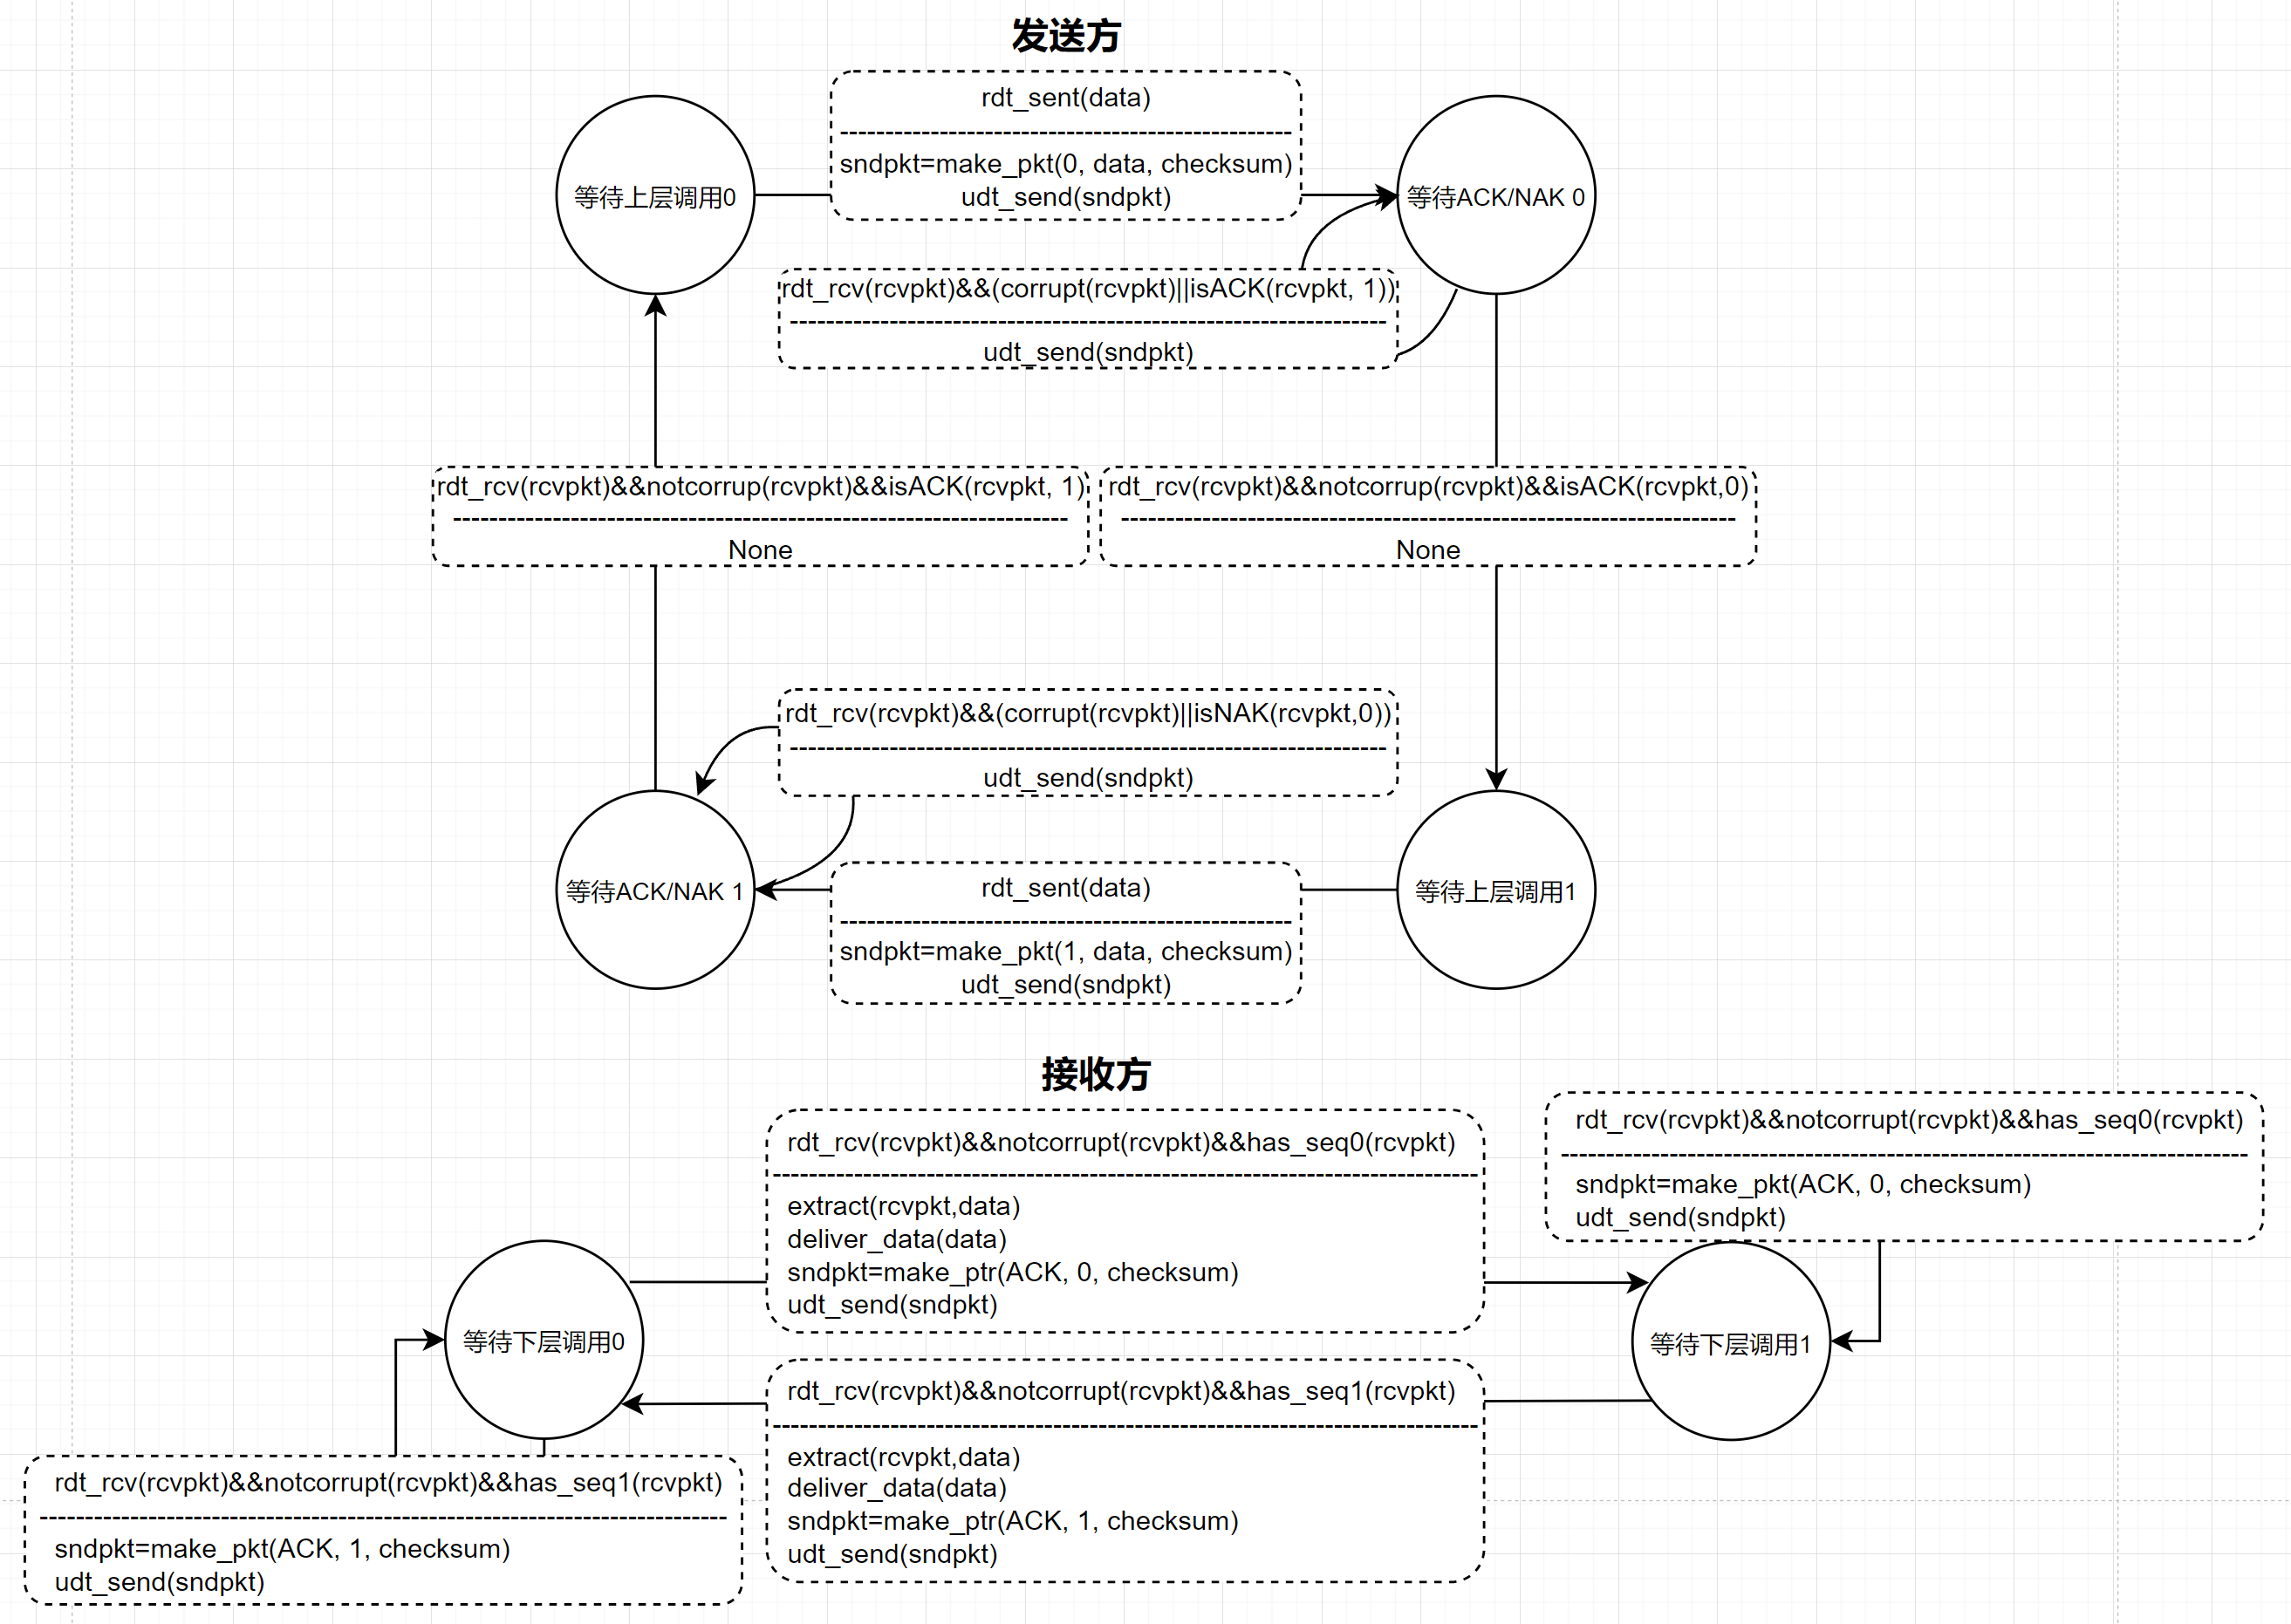 发送方
rdt_sent(data)
------------------------------------------------
sndpkt=make_pkt(0, data, checksum)
udt_send(sndpkt)
等待上层调用0
等待ACK/NAK 0
rdt_rcv(rcvpkt)&&(corrupt(rcvpkt)||isACK(rcvpkt, 1))
----------------------------------------------------------------
udt_send(sndpkt)
rdt_rcv(rcvpkt)&&notcorrup(rcvpkt)&&isACK(rcvpkt, 1)
------------------------------------------------------------------
None
rdt_rcv(rcvpkt)&&notcorrup(rcvpkt)&&isACK(rcvpkt,0)
------------------------------------------------------------------
None
rdt_rcv(rcvpkt)&&(corrupt(rcvpkt)||isNAK(rcvpkt,0))
----------------------------------------------------------------
udt_send(sndpkt)
等待ACK/NAK 1
rdt_sent(data)
------------------------------------------------
sndpkt=make_pkt(1, data, checksum)
udt_send(sndpkt)
等待上层调用1
接收方
rdt_rcv(rcvpkt)&&notcorrupt(rcvpkt)&&has_seq0(rcvpkt)
---------------------------------------------------------------------------
extract(rcvpkt,data)
deliver_data(data)
sndpkt=make_ptr(ACK, 0, checksum)
udt_send(sndpkt)
rdt_rcv(rcvpkt)&&notcorrupt(rcvpkt)&&has_seq0(rcvpkt)
-------------------------------------------------------------------------
sndpkt=make_pkt(ACK, 0, checksum)
udt_send(sndpkt)
等待下层调用0
等待下层调用1
rdt_rcv(rcvpkt)&&notcorrupt(rcvpkt)&&has_seq1(rcvpkt)
---------------------------------------------------------------------------
extract(rcvpkt,data)
deliver_data(data)
sndpkt=make_ptr(ACK, 1, checksum)
udt_send(sndpkt)
rdt_rcv(rcvpkt)&&notcorrupt(rcvpkt)&&has_seq1(rcvpkt)
-------------------------------------------------------------------------
sndpkt=make_pkt(ACK, 1, checksum)
udt_send(sndpkt)